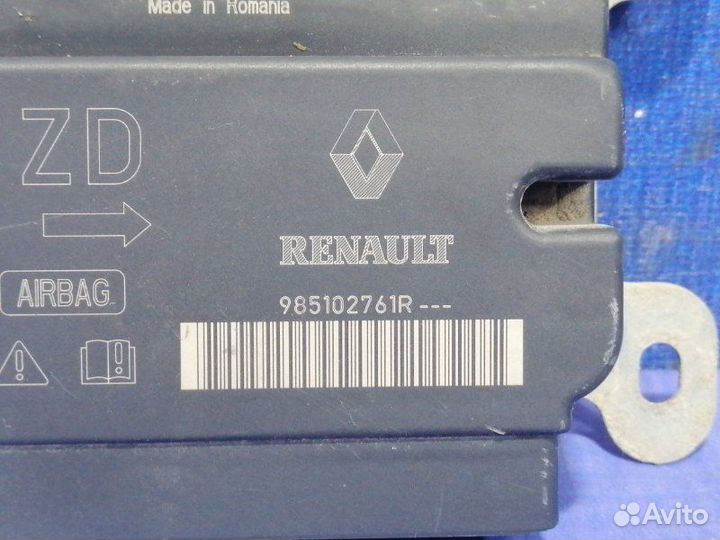 Made in Romania
ZD
RENAULT
AIRBAG
985102761R ---
Avito